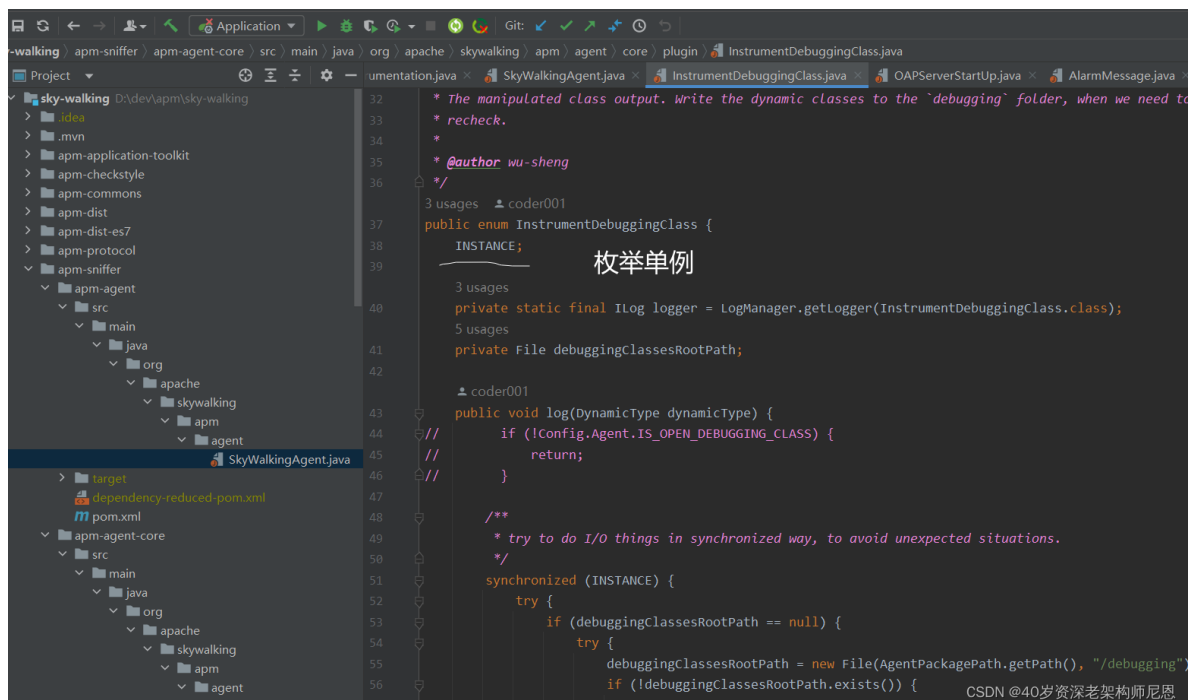 Application
Git:
-walking 〉 apm-sniffer 〉 apm-agent-core 〉 src 〉 main 〉 java 〉 org 〉 apache 〉 skywalking 〉 apm 〉 agent 〉 core 〉 plugin 〉 InstrumentDebuggingClass.java
Project
umentation.java
SkyWalkingAgent.java
InstrumentDebuggingClass.java
OAPServerStartUp.java
AlarmMessage.java
sky-walking D:\dev\apm\sky-walking
.idea
.mvn
apm-application-toolkit
apm-checkstyle
apm-commons
apm-dist
apm-dist-es7
apm-protocol
apm-sniffer
apm-agent
src
main
java
org
apache
skywalking
apm
agent
SkyWalkingAgent.java
target
dependency-reduced-pom.xml
pom.xml
apm-agent-core
src
main
java
org
apache
skywalking
apm
agent
32 * The manipulated class output. Write the dynamic classes to the `debugging` folder, when we need to
33 * recheck.
34 *
35 * @author wu-sheng
36 */
3 usages coder001
37 public enum InstrumentDebuggingClass {
38 INSTANCE;
39
枚举单例
3 usages
40 private static final ILog logger = LogManager.getLogger(InstrumentDebuggingClass.class);
5 usages
41 private File debuggingClassesRootPath;
42
coder001
43 public void log(DynamicType dynamicType) {
44 // if (!Config.Agent.IS_OPEN_DEBUGGING_CLASS) {
45 // return;
46 // }
47
48 /**
49 * try to do I/O things in synchronized way, to avoid unexpected situations.
50 */
51 synchronized (INSTANCE) {
52 try {
53 if (debuggingClassesRootPath == null) {
54 try {
55 debuggingClassesRootPath = new File(AgentPackagePath.getPath(), "/debugging")
56 if (!debuggingClassesRootPath.exists()) {
CSDN @40岁资深老架构师尼恩